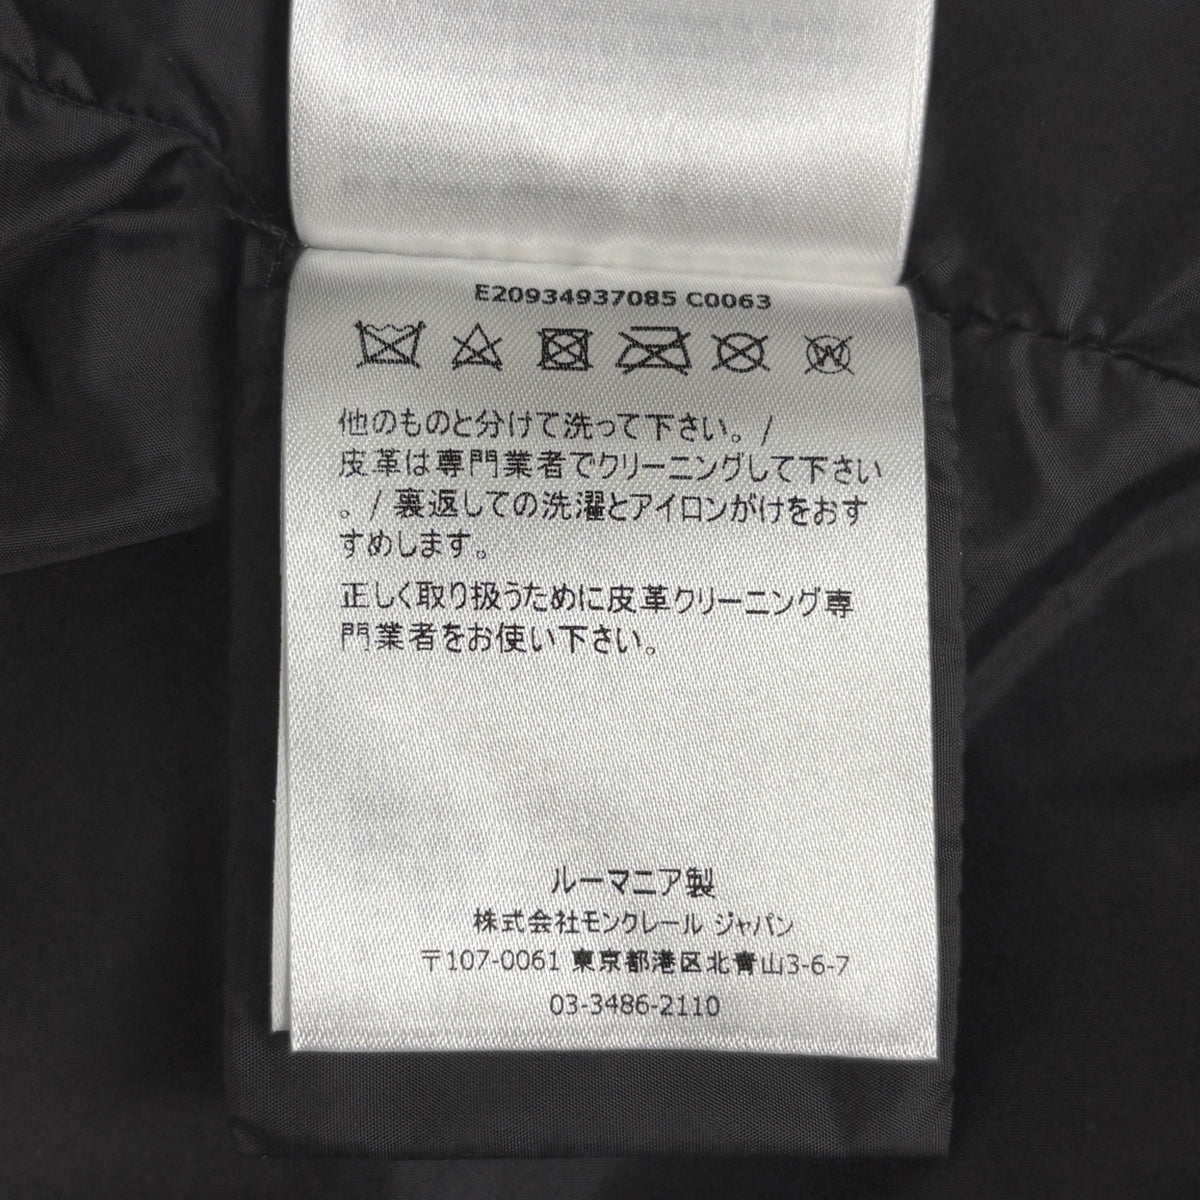 E20934937085 C0063
他のものと分けて洗って下さい。/
皮革は専門業者でクリーニングして下さい
。/ 裏返しての洗濯とアイロンがけをおす
すめします。
正しく取り扱うために皮革クリーニング専
門業者をお使い下さい。
ルーマニア製
株式会社モンクレール ジャパン
〒107-0061 東京都港区北青山3-6-7
03-3486-2110